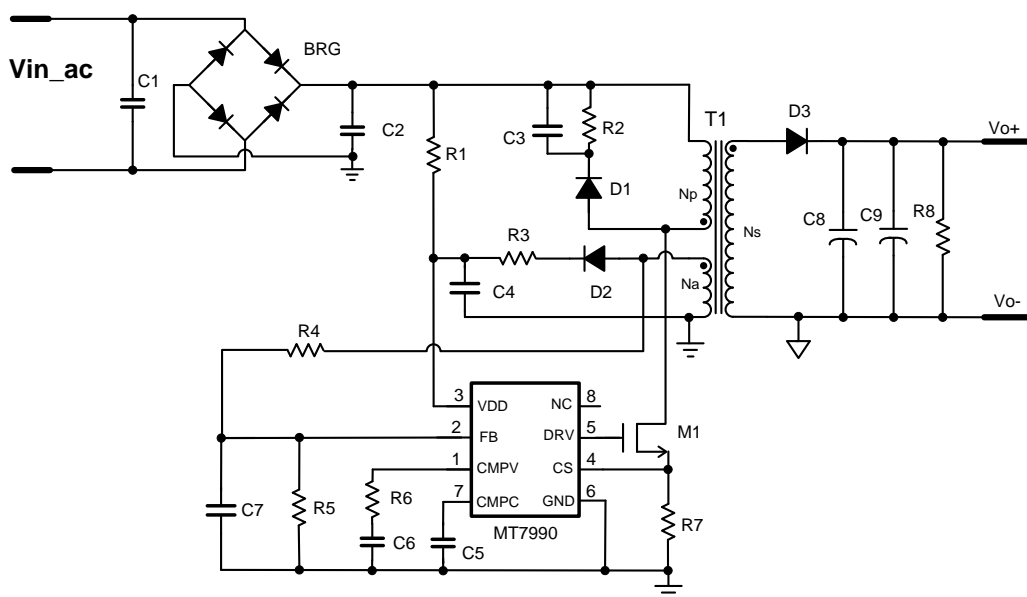 BRG
Vin_ac
C1
C2
R1
C3
R2
D1
T1
Np
Ns
D3
Vo+
C8
C9
R8
Vo-
R3
D2
C4
Na
R4
3
VDD
NC
8
2
FB
DRV
5
M1
1
CMPV
CS
4
7
CMPC
GND
6
MT7990
R6
C6
C5
C7
R5
R7